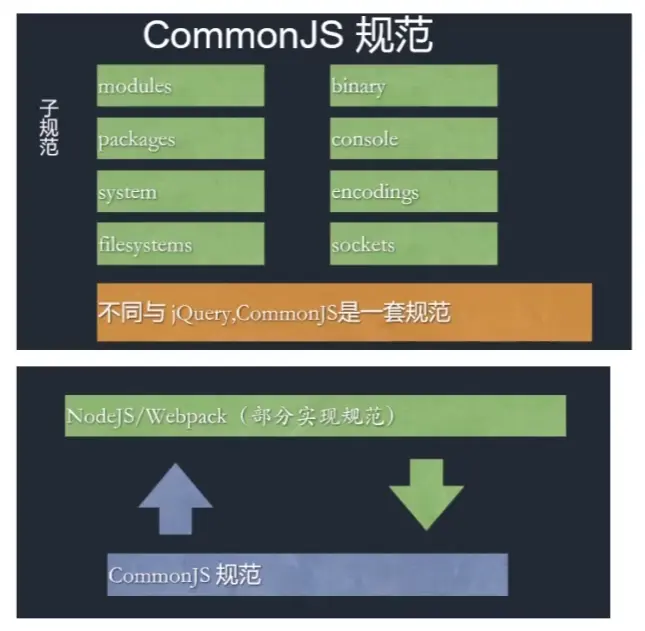 CommonJS 规范
子规范
modules
binary
packages
console
system
encodings
filesystems
sockets
不同与 jQuery,CommonJS是一套规范
NodeJS/Webpack（部分实现规范）
CommonJS 规范